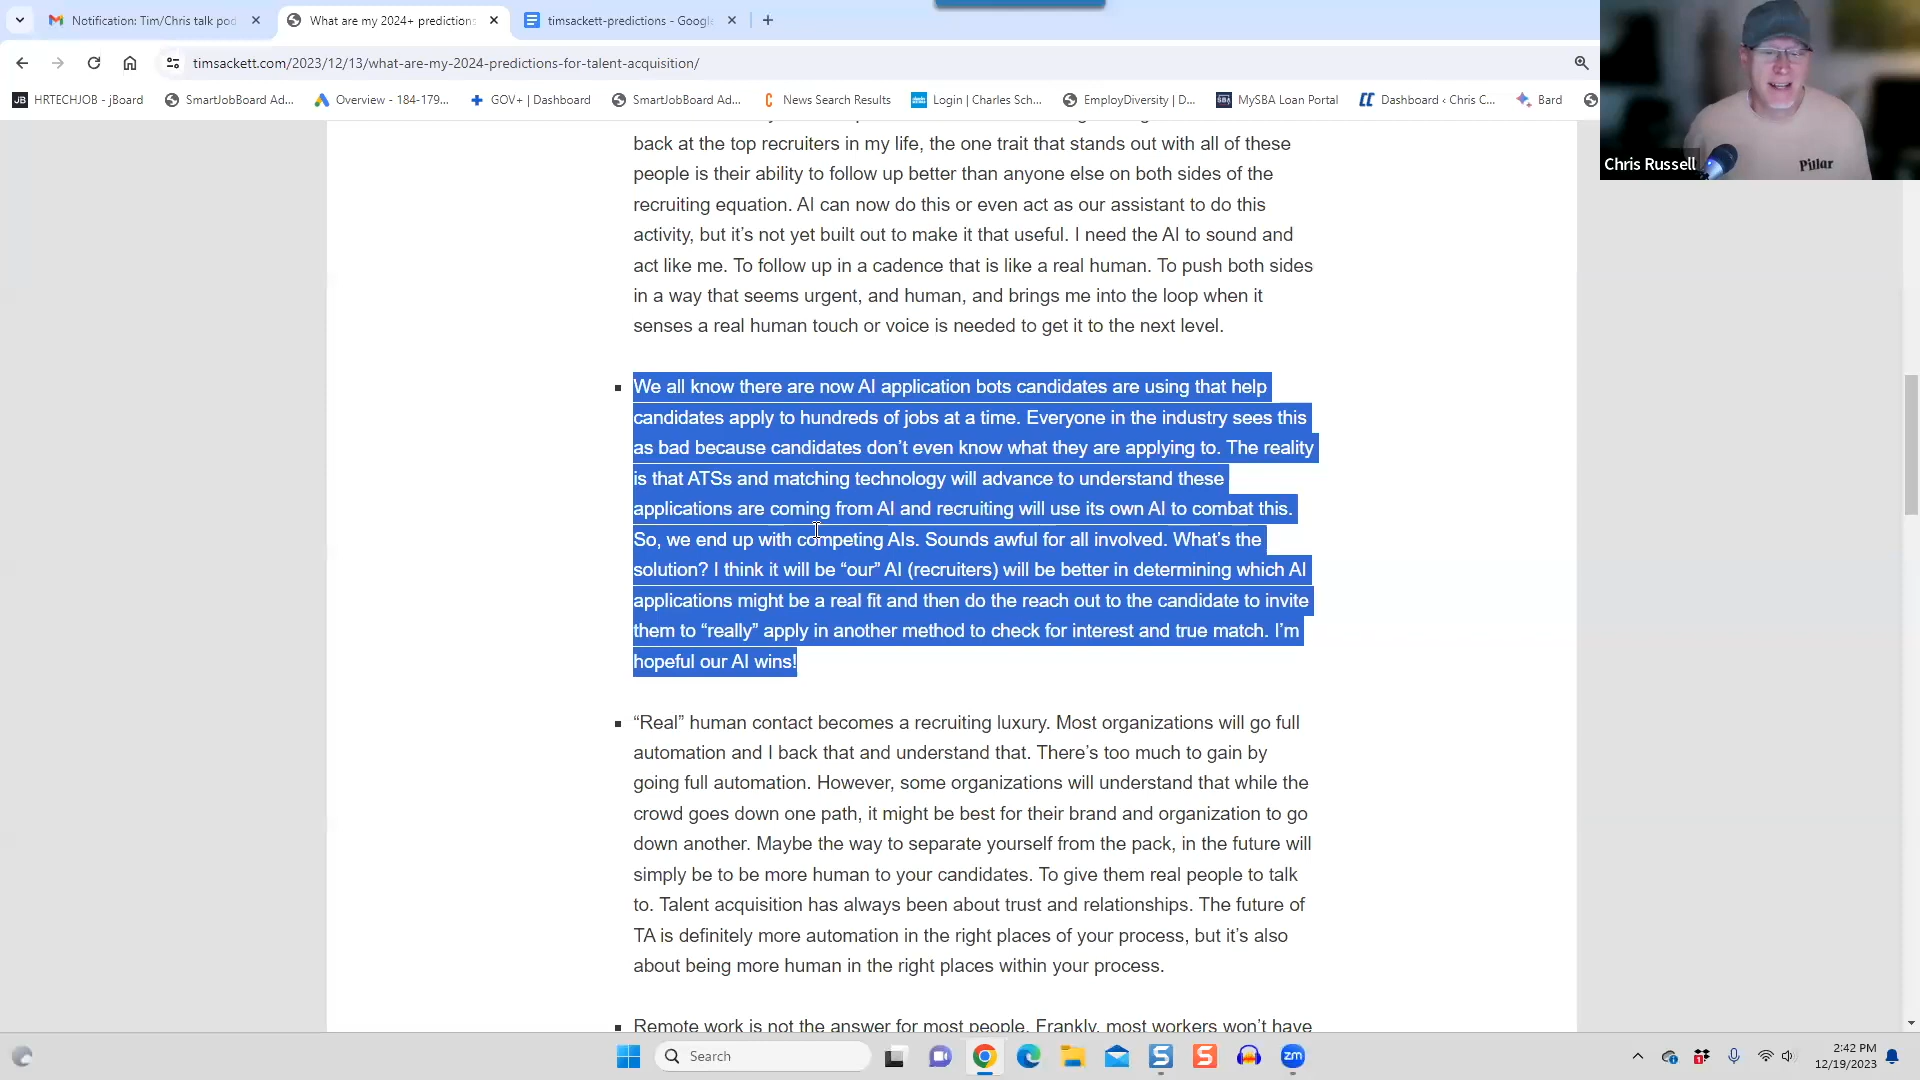 Notification: Tim/Chris talk pod
What are my 2024+ predictions
timsackett-predictions - Google
timsackett.com/2023/12/13/what-are-my-2024-predictions-for-talent-acquisition/
HRTECHJOB - jBoard
SmartJobBoard Ad...
Overview - 184-179...
GOV+ | Dashboard
SmartJobBoard Ad...
News Search Results
Login | Charles Sch...
EmployDiversity | D...
MySBA Loan Portal
Dashboard ‹ Chris C...
Bard
Pillar
Chris Russell
back at the top recruiters in my life, the one trait that stands out with all of these
people is their ability to follow up better than anyone else on both sides of the
recruiting equation. AI can now do this or even act as our assistant to do this
activity, but it’s not yet built out to make it that useful. I need the AI to sound and
act like me. To follow up in a cadence that is like a real human. To push both sides
in a way that seems urgent, and human, and brings me into the loop when it
senses a real human touch or voice is needed to get it to the next level.
We all know there are now AI application bots candidates are using that help
candidates apply to hundreds of jobs at a time. Everyone in the industry sees this
as bad because candidates don’t even know what they are applying to. The reality
is that ATSs and matching technology will advance to understand these
applications are coming from AI and recruiting will use its own AI to combat this.
So, we end up with competing AIs. Sounds awful for all involved. What’s the
solution? I think it will be “our” AI (recruiters) will be better in determining which AI
applications might be a real fit and then do the reach out to the candidate to invite
them to “really” apply in another method to check for interest and true match. I’m
hopeful our AI wins!
“Real” human contact becomes a recruiting luxury. Most organizations will go full
automation and I back that and understand that. There’s too much to gain by
going full automation. However, some organizations will understand that while the
crowd goes down one path, it might be best for their brand and organization to go
down another. Maybe the way to separate yourself from the pack, in the future will
simply be to be more human to your candidates. To give them real people to talk
to. Talent acquisition has always been about trust and relationships. The future of
TA is definitely more automation in the right places of your process, but it’s also
about being more human in the right places within your process.
Remote work is not the answer for most people. Frankly, most workers won’t have
Search
zm
2:42 PM
12/19/2023